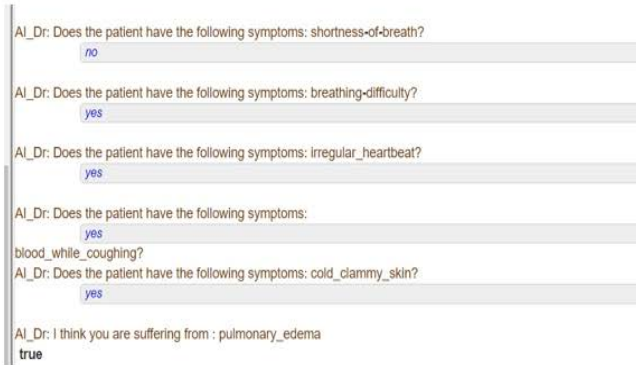 AI_Dr: Does the patient have the following symptoms: shortness-of-breath?
no
AI_Dr: Does the patient have the following symptoms: breathing-difficulty?
yes
AI_Dr: Does the patient have the following symptoms: irregular_heartbeat?
yes
AI_Dr: Does the patient have the following symptoms:
yes
blood_while_coughing?
AI_Dr: Does the patient have the following symptoms: cold_clammy_skin?
yes
AI_Dr: I think you are suffering from : pulmonary_edema
true